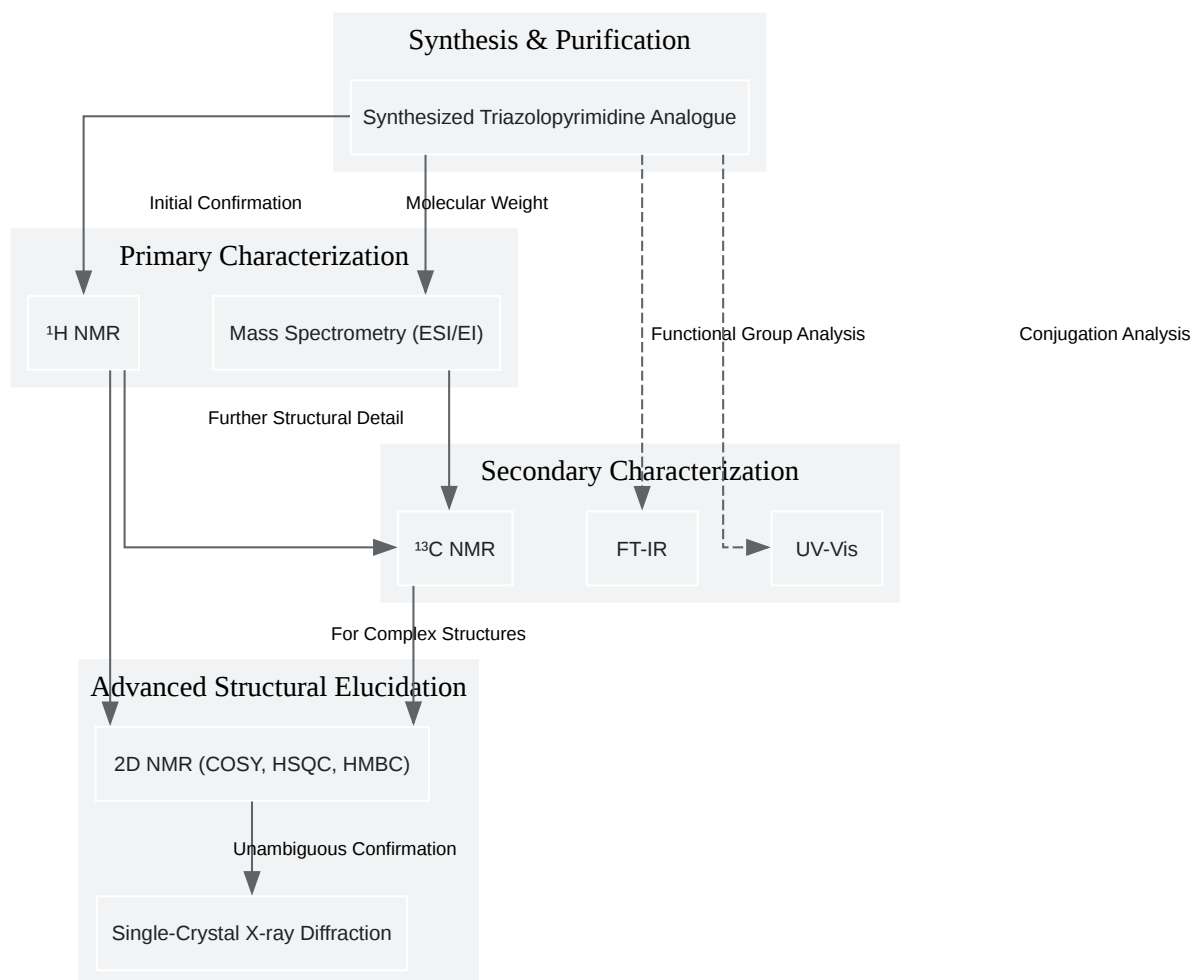 Synthesis & Purification
Synthesized Triazolopyrimidine Analogue
Initial Confirmation
Molecular Weight
Primary Characterization
¹H NMR
Mass Spectrometry (ESI/EI)
Functional Group Analysis
Conjugation Analysis
Further Structural Detail
Secondary Characterization
¹³C NMR
FT-IR
UV-Vis
For Complex Structures
Advanced Structural Elucidation
2D NMR (COSY, HSQC, HMBC)
Unambiguous Confirmation
Single-Crystal X-ray Diffraction